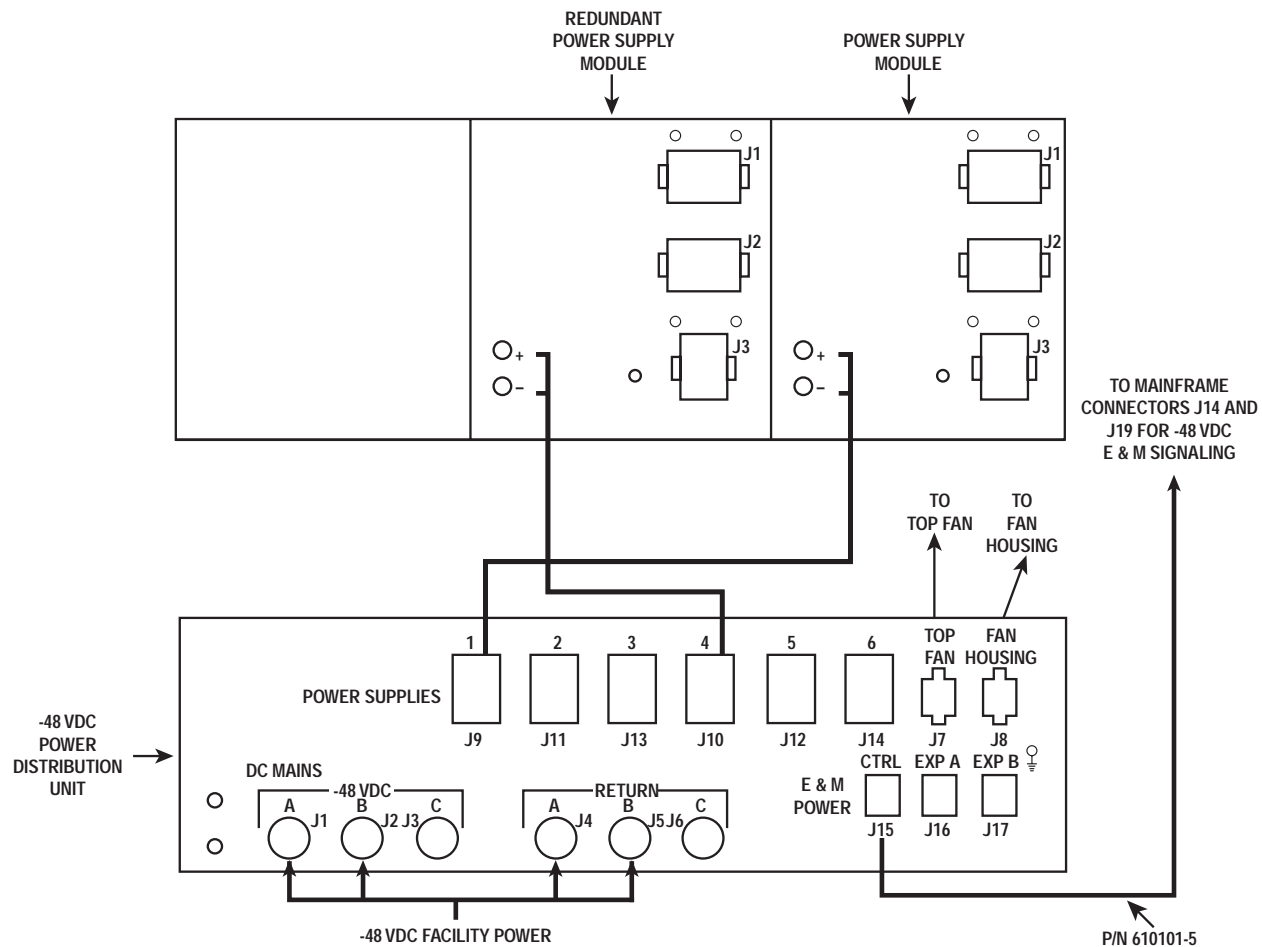 REDUNDANT
POWER SUPPLY
MODULE
POWER SUPPLY
MODULE
J1
J2
J3
+
–
J1
J2
J3
+
–
TO MAINFRAME
CONNECTORS J14 AND
J19 FOR -48 VDC
E & M SIGNALING
TO
TOP FAN
TO
FAN
HOUSING
-48 VDC
POWER
DISTRIBUTION
UNIT
POWER SUPPLIES
1 2 3 4 5 6
J9 J11 J13 J10 J12 J14
TOP
FAN
J7
FAN
HOUSING
J8
E & M
POWER
CTRL EXP A EXP B
J15 J16 J17
DC MAINS
-48 VDC
A B C
J1 J2 J3
RETURN
A B C
J4 J5 J6
-48 VDC FACILITY POWER
P/N 610101-5